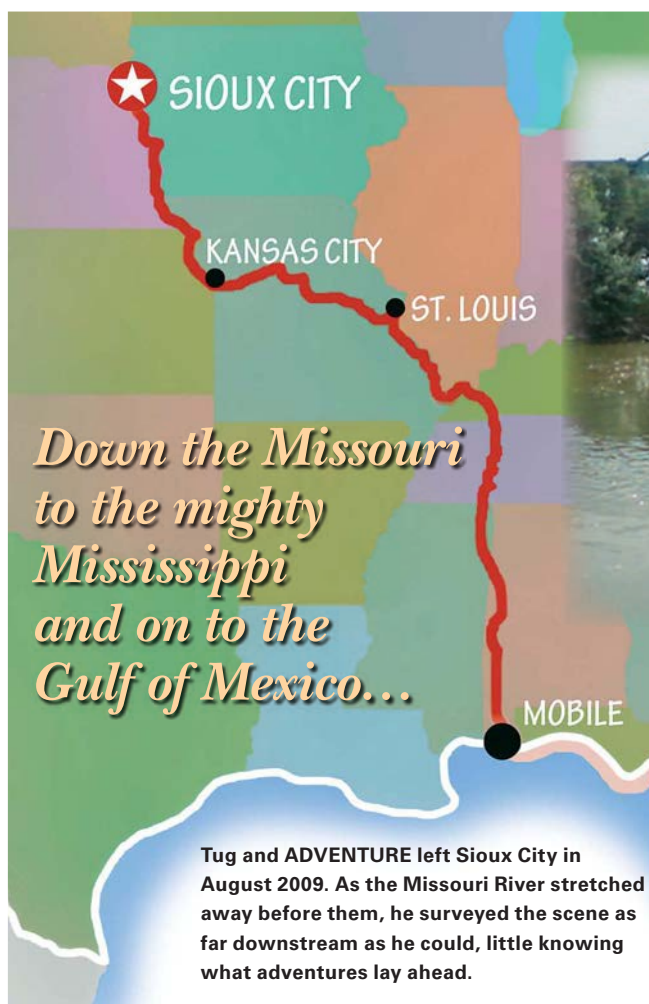 SIOUX CITY
KANSAS CITY
ST. LOUIS
Down the Missouri
to the mighty
Mississippi
and on to the
Gulf of Mexico...
MOBILE
Tug and ADVENTURE left Sioux City in
August 2009. As the Missouri River stretched
away before them, he surveyed the scene as
far downstream as he could, little knowing
what adventures lay ahead.